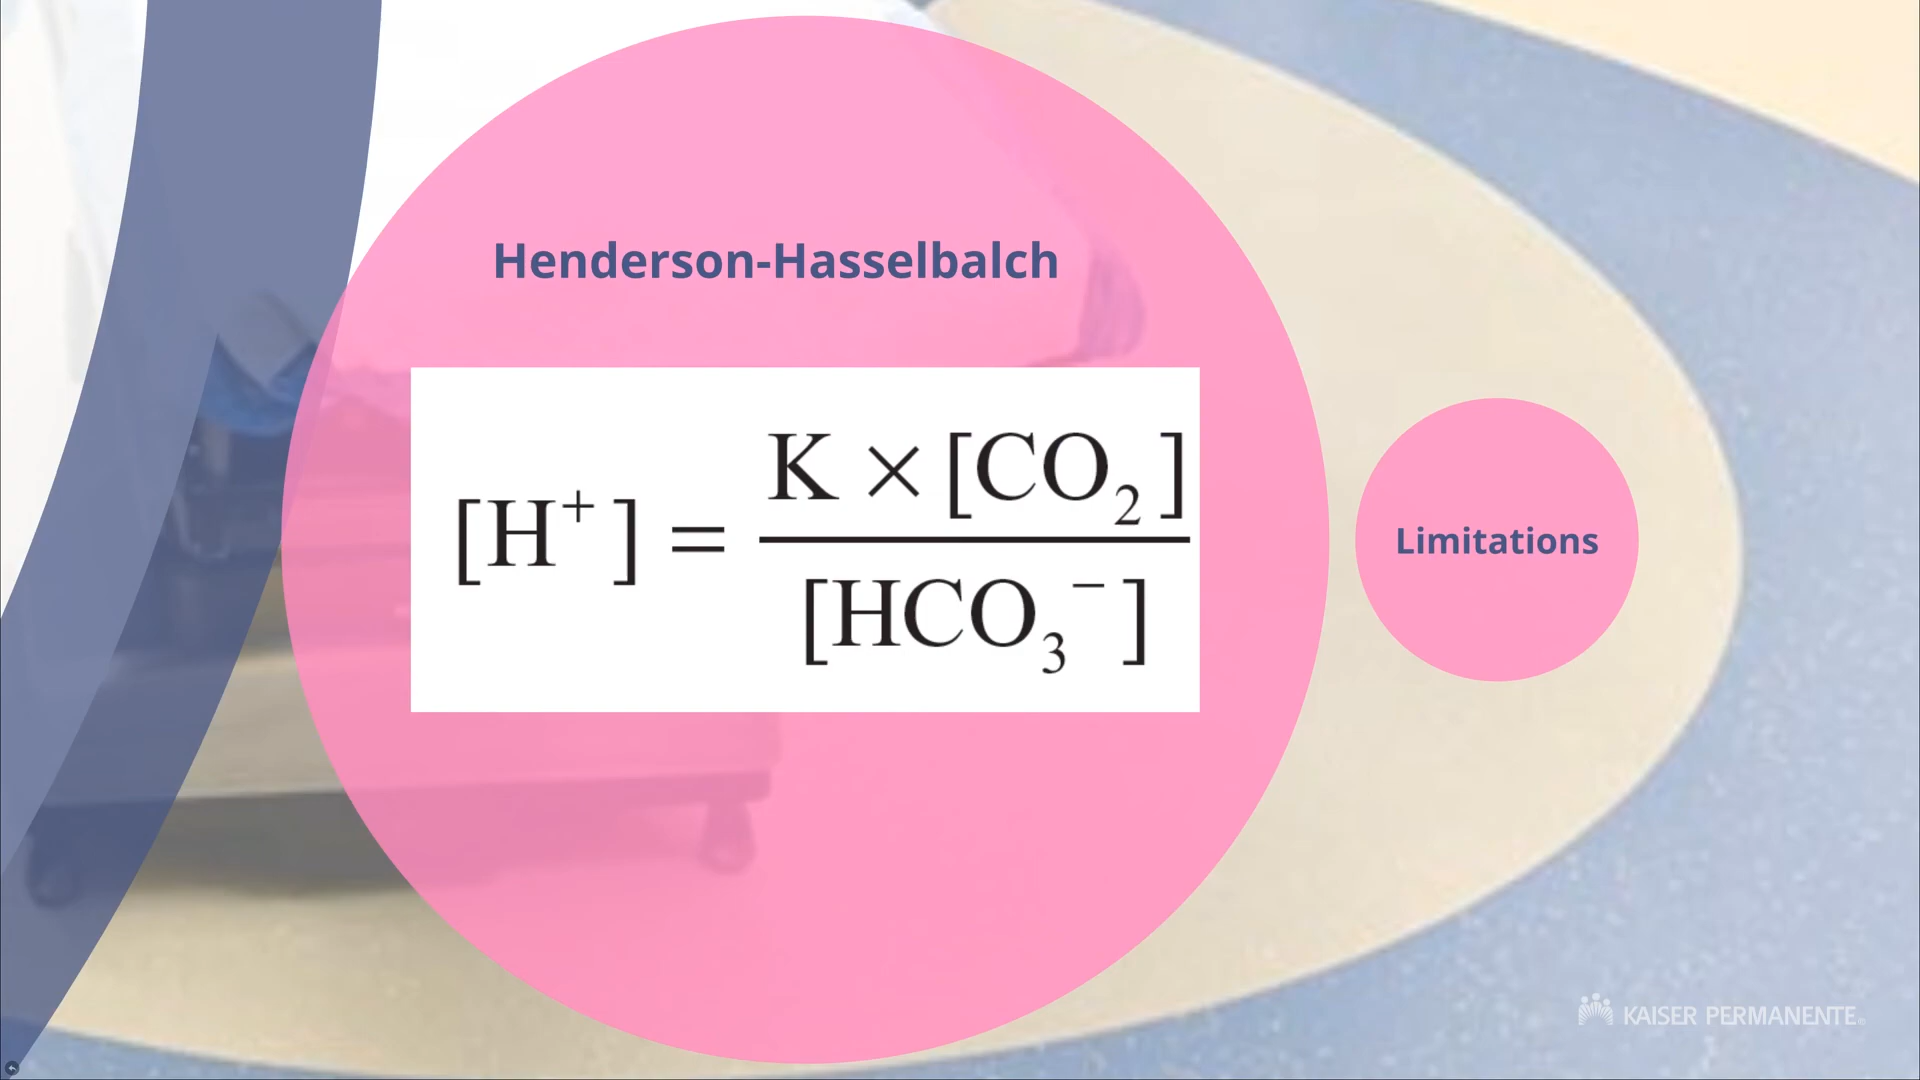 Henderson-Hasselbalch
[H⁺] = K × [CO₂] / [HCO₃⁻]
Limitations
KAISER PERMANENTE®